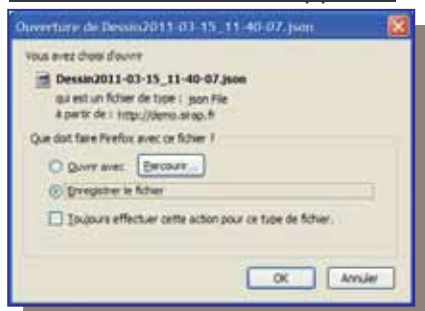 Ouverture de Dessin2011-03-15_11-40-07.json
Vous avez choisi d'ouvrir
Dessin2011-03-15_11-40-07.json
qui est un fichier de type : json File
à partir de : http://demo.sirap.fr
Que doit faire Firefox avec ce fichier ?
Ouvrir avec Parcourir...
Enregistrer le fichier
Toujours effectuer cette action pour ce type de fichier.
OK Annuler